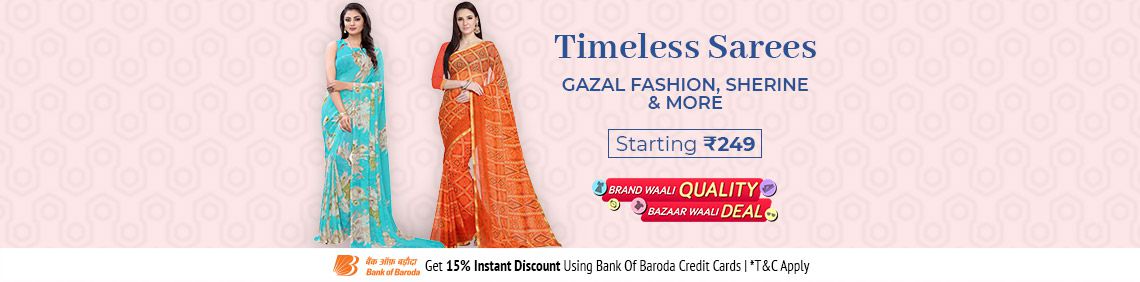 Timeless Sarees
GAZAL FASHION, SHERINE
& MORE
Starting ₹249
BRAND WAALI QUALITY
BAZAAR WAALI DEAL
बैंक ऑफ़ बड़ौदा
Bank of Baroda
Get 15% Instant Discount Using Bank Of Baroda Credit Cards | *T&C Apply